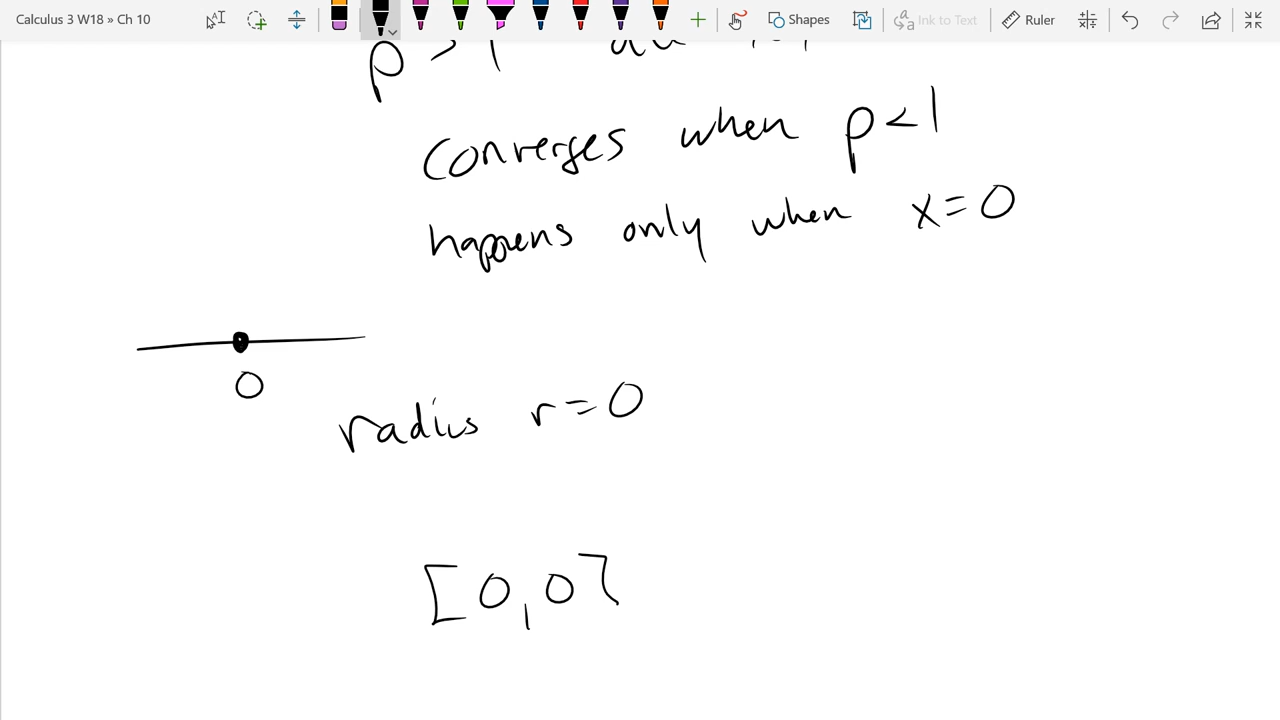 Calculus 3 W18 » Ch 10
Shapes
Ink to Text
Ruler
p > 1
Converges when p < 1
happens only when x = 0
0
radius r = 0
[0,0]